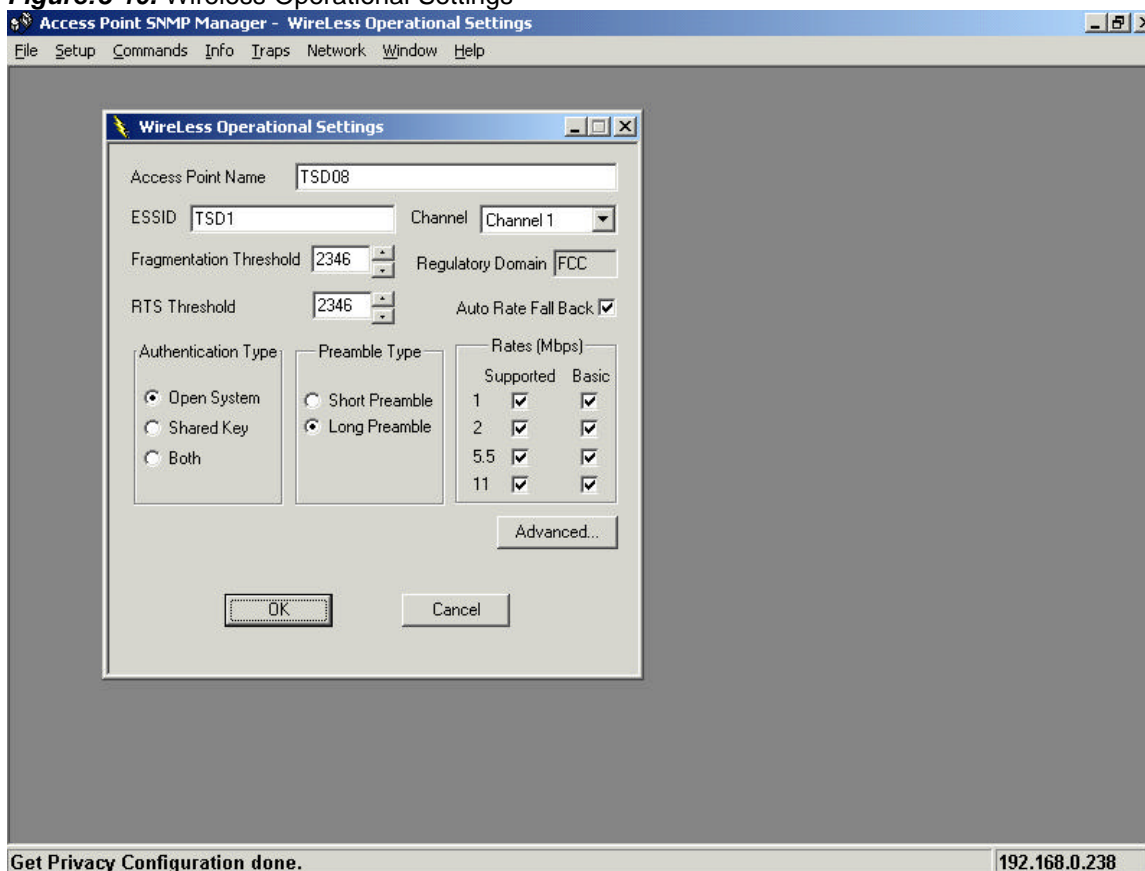 Wireless Operational Settings
Access Point SNMP Manager - WireLess Operational Settings
File Setup Commands Info Traps Network Window Help
WireLess Operational Settings
Access Point Name TSD08
ESSID TSD1 Channel Channel 1
Fragmentation Threshold 2346 Regulatory Domain FCC
RTS Threshold 2346 Auto Rate Fall Back
Authentication Type Preamble Type Rates (Mbps)
Supported Basic
Open System Short Preamble 1
Shared Key Long Preamble 2
Both 5.5
11
Advanced...
OK Cancel
Get Privacy Configuration done. 192.168.0.238